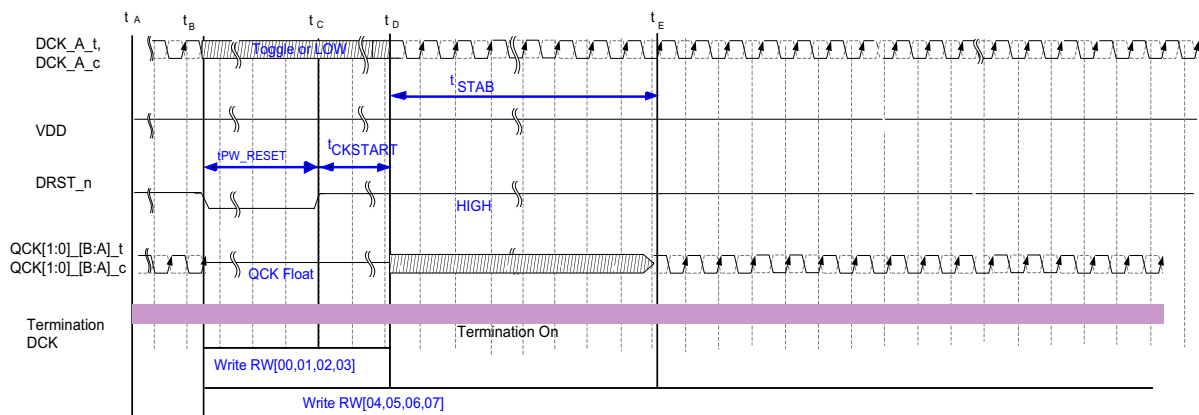 t A
t B
t C
t D
t E
DCK_A_t,
DCK_A_c
Toggle or LOW
t STAB
VDD
tPW_RESET
tCKSTART
DRST_n
HIGH
QCK[1:0]_[B:A]_t
QCK[1:0]_[B:A]_c
QCK Float
Termination
DCK
Termination On
Write RW[00,01,02,03]
Write RW[04,05,06,07]